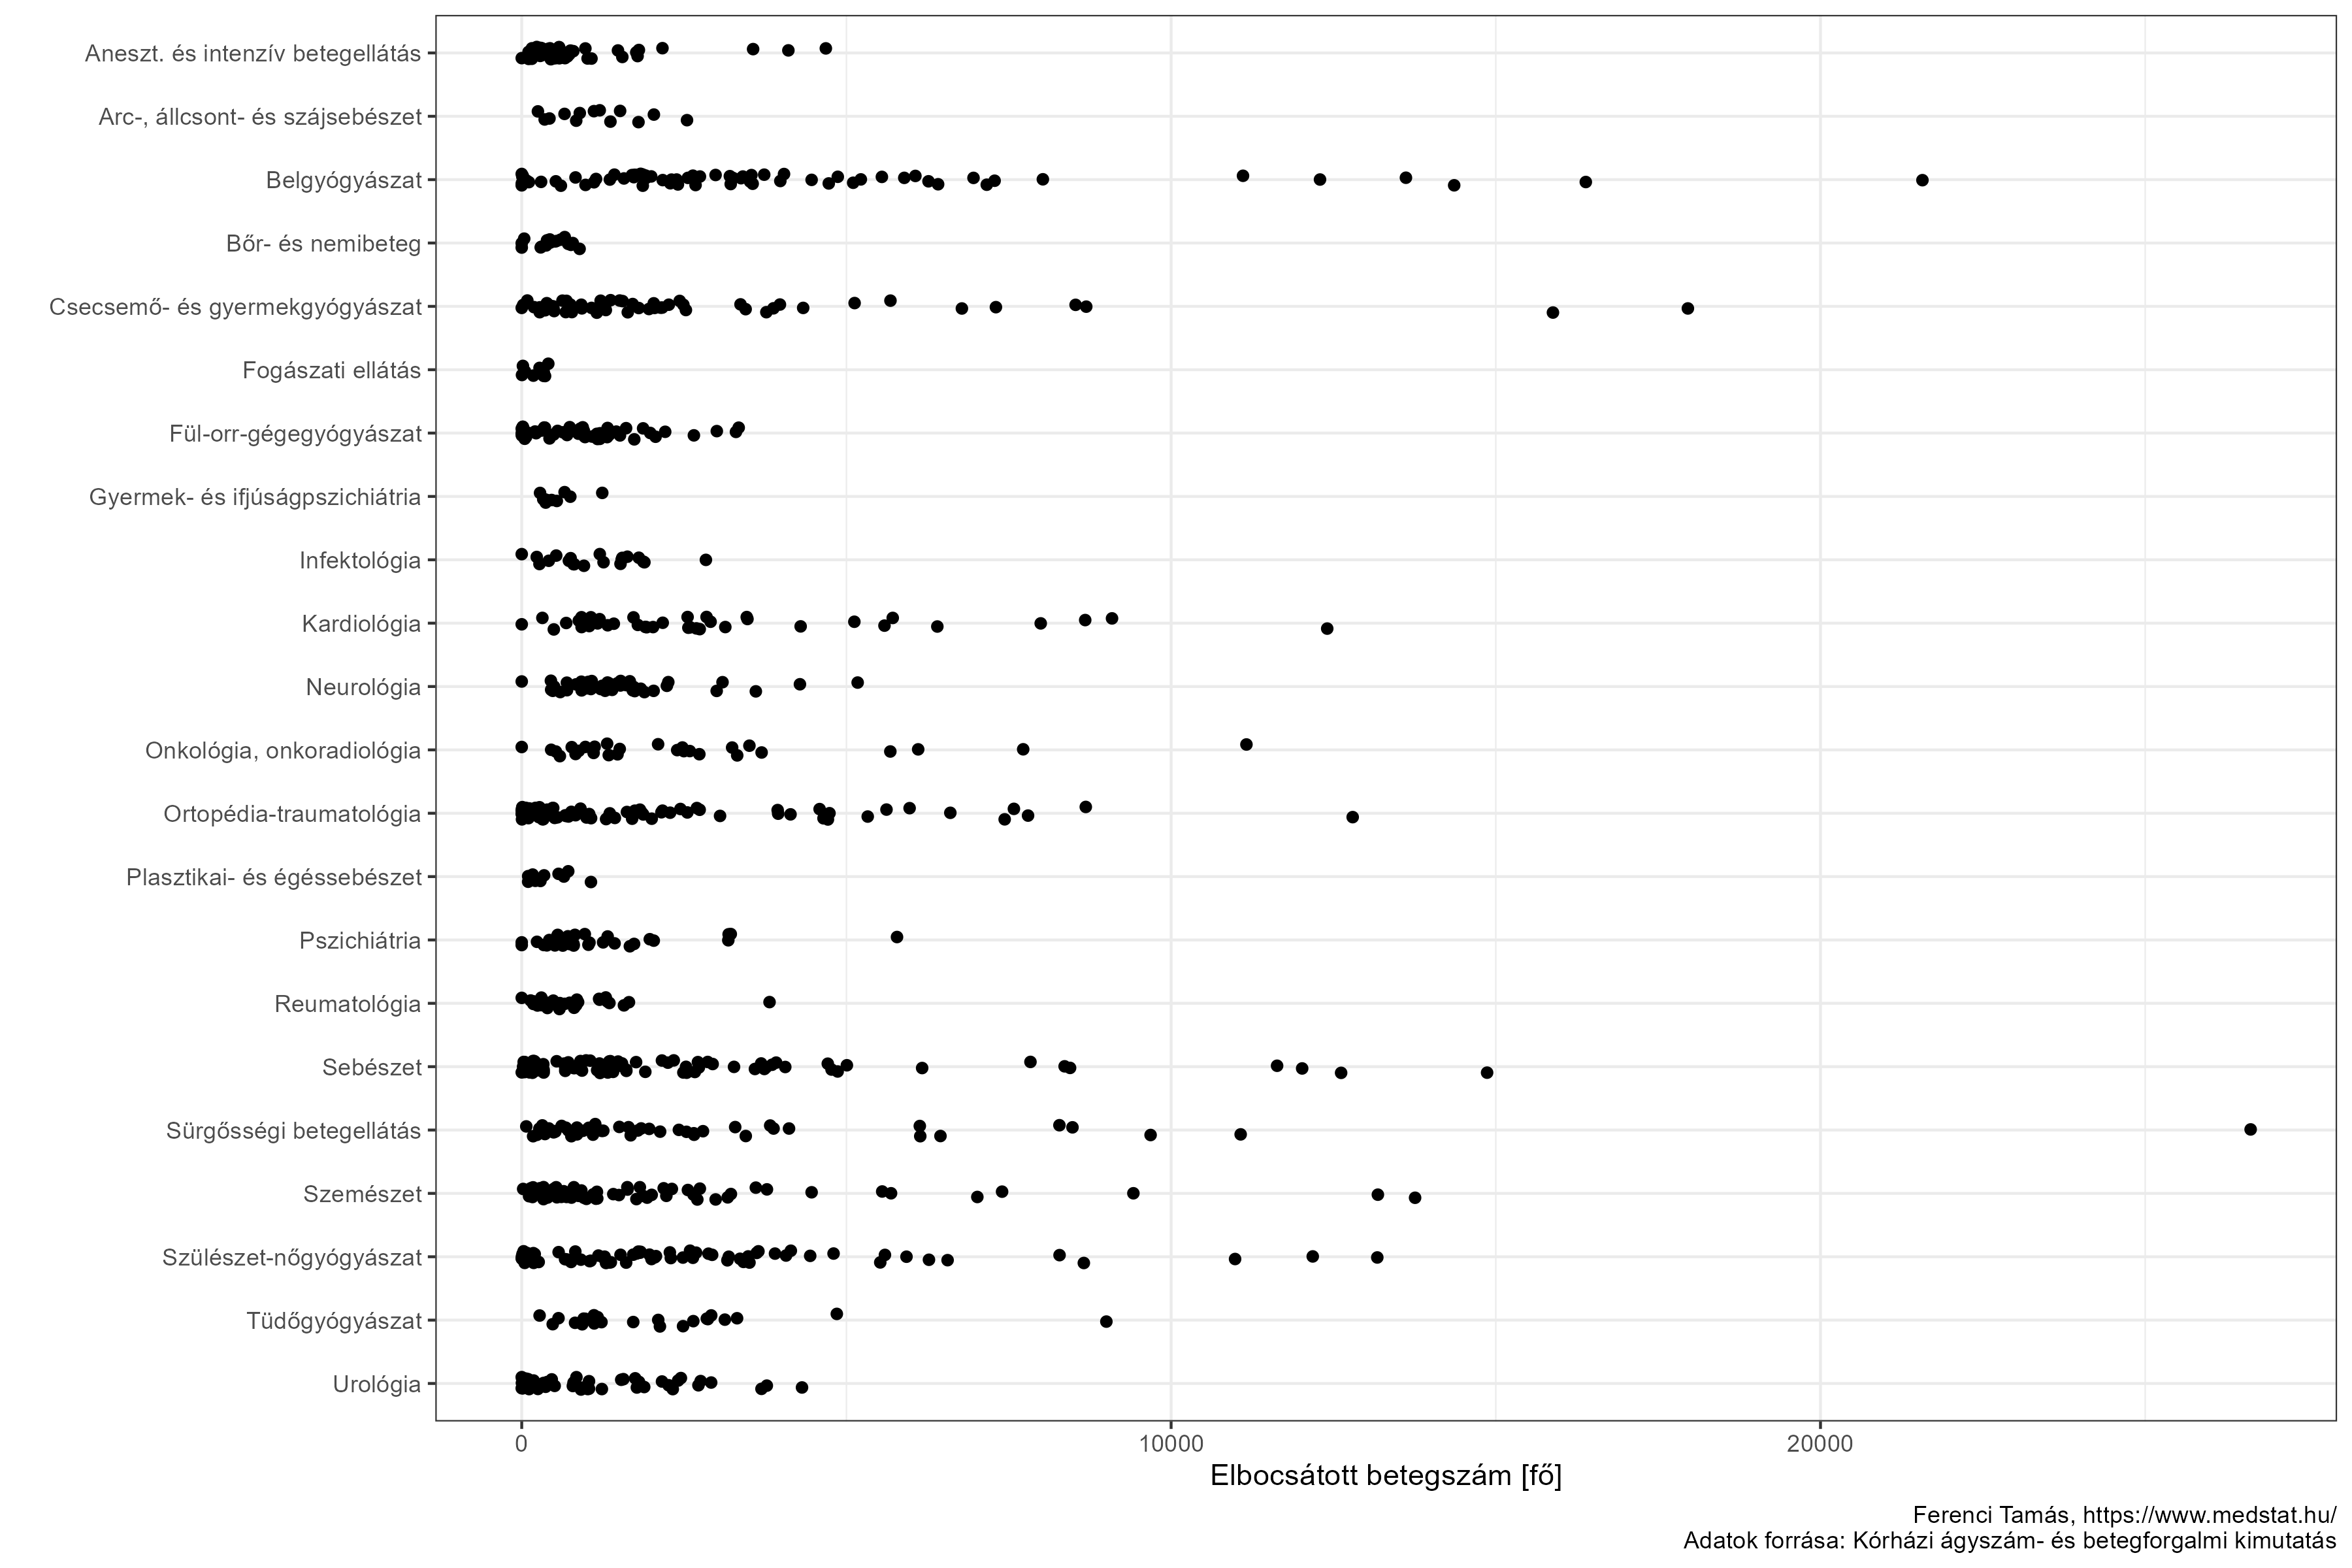 Aneszt. és intenzív betegellátás
Arc-, állcsont- és szájsebészet
Belgyógyászat
Bőr- és nemibeteg
Csecsemő- és gyermekgyógyászat
Fogászati ellátás
Fül-orr-gégegyógyászat
Gyermek- és ifjúságpszichiátria
Infektológia
Kardiológia
Neurológia
Onkológia, onkoradiológia
Ortopédia-traumatológia
Plasztikai- és égéssebészet
Pszichiátria
Reumatológia
Sebészet
Sürgősségi betegellátás
Szemészet
Szülészet-nőgyógyászat
Tüdőgyógyászat
Urológia
0 10000 20000
Elbocsátott betegszám [fő]
Ferenci Tamás, https://www.medstat.hu/
Adatok forrása: Kórházi ágyszám- és betegforgalmi kimutatás